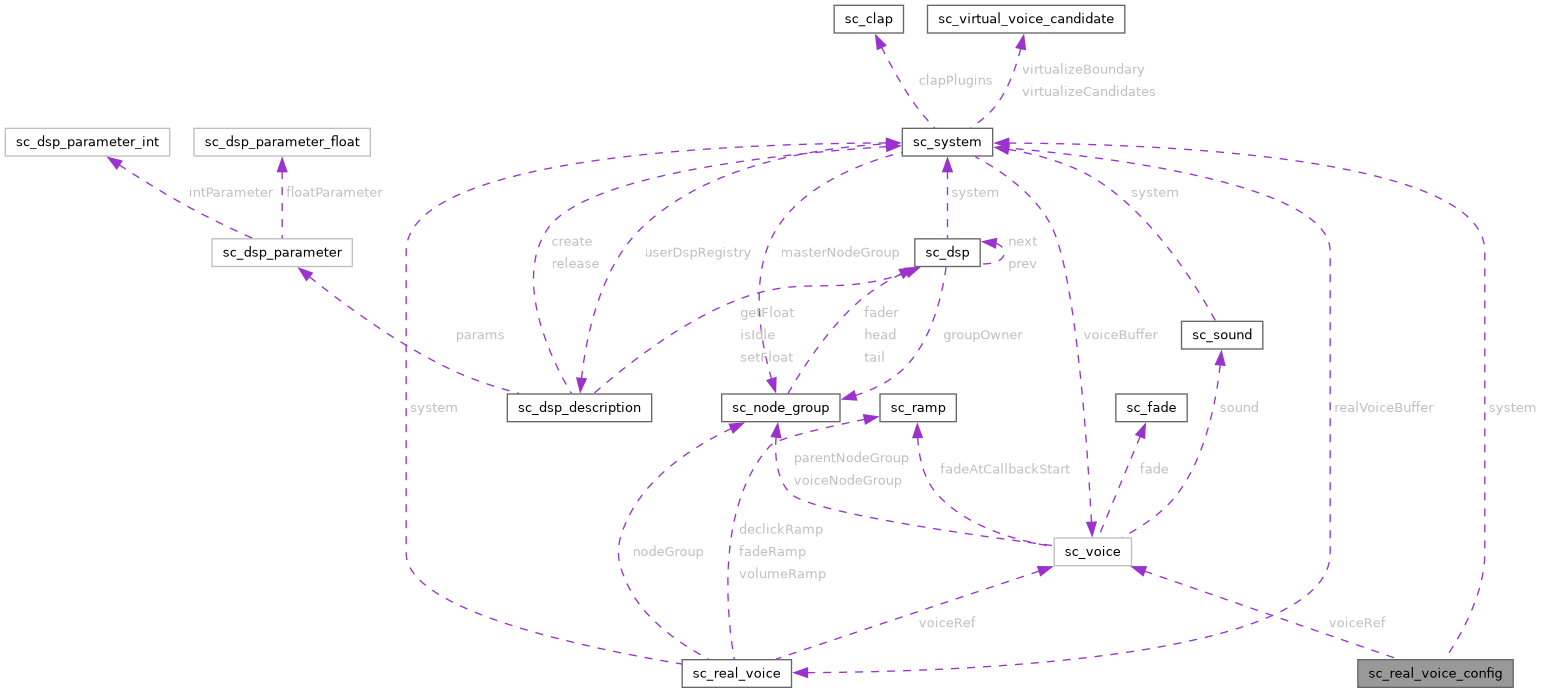 sc_clap
sc_virtual_voice_candidate
clapPlugins
virtualizeBoundary
virtualizeCandidates
sc_dsp_parameter_int
sc_dsp_parameter_float
sc_system
intParameter
floatParameter
system
system
sc_dsp_parameter
create
release
userDspRegistry
masterNodeGroup
sc_dsp
next
prev
params
getFloat
isIdle
setFloat
fader
head
tail
groupOwner
voiceBuffer
sc_sound
sc_dsp_description
sc_node_group
sc_ramp
sc_fade
system
sound
realVoiceBuffer
system
parentNodeGroup
voiceNodeGroup
fadeAtCallbackStart
fade
nodeGroup
declickRamp
fadeRamp
volumeRamp
sc_voice
voiceRef
voiceRef
sc_real_voice
sc_real_voice_config